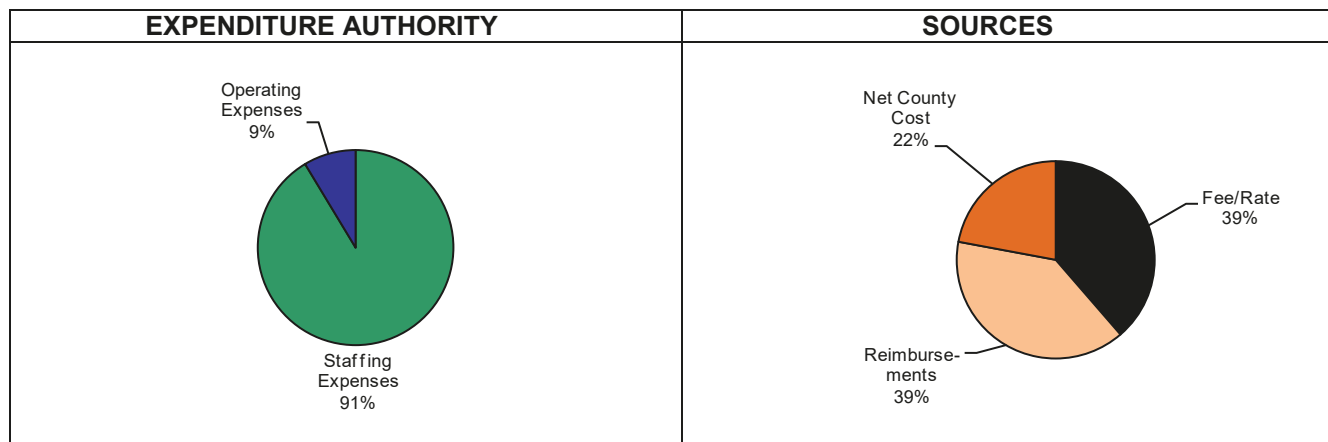 EXPENDITURE AUTHORITY
Operating
Expenses
9%
Staffing
Expenses
91%
SOURCES
Net County
Cost
22%
Fee/Rate
39%
Reimburse-
ments
39%